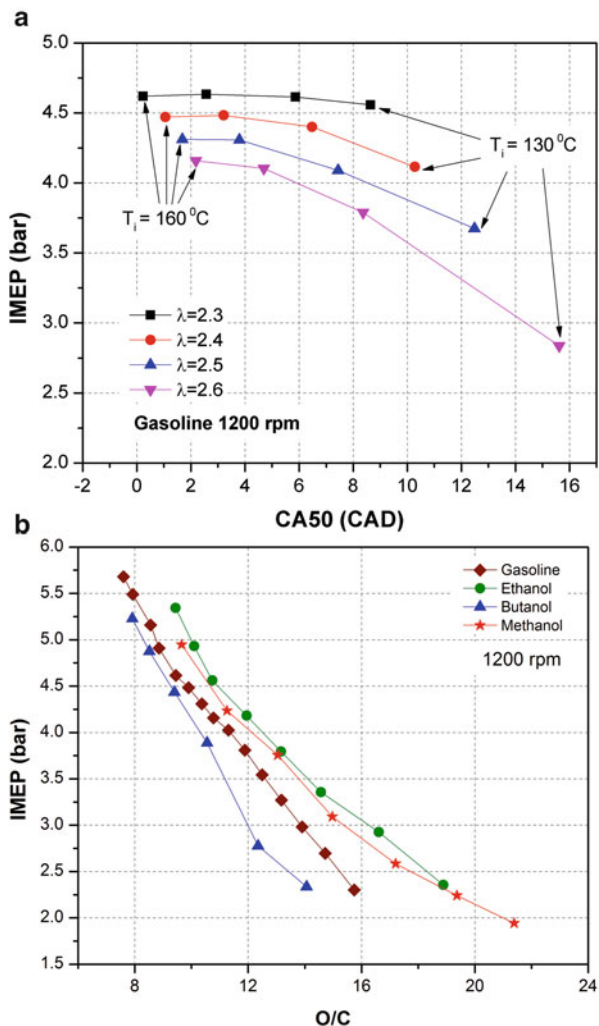 a
5.0
4.5
4.0
3.5
3.0
2.5
2.0
IMEP (bar)
T_i = 130 ⁰C
T_i = 160 ⁰C
λ=2.3
λ=2.4
λ=2.5
λ=2.6
Gasoline 1200 rpm
-2 0 2 4 6 8 10 12 14 16
CA50 (CAD)
b
6.0
5.5
5.0
4.5
4.0
3.5
3.0
2.5
2.0
1.5
IMEP (bar)
Gasoline
Ethanol
Butanol
Methanol
1200 rpm
8 12 16 20 24
O/C